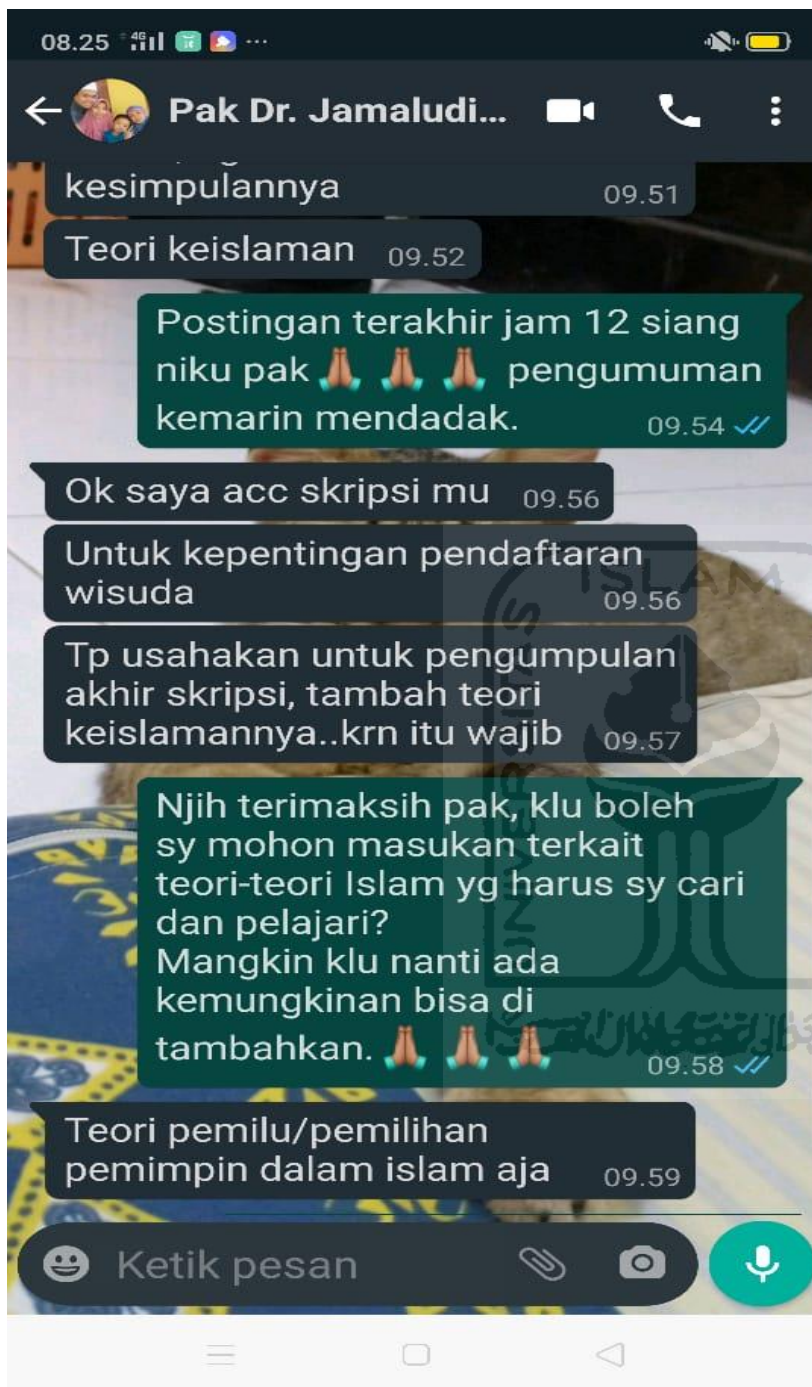 08.25 4G ...
Pak Dr. Jamaludi...
kesimpulannya 09.51
Teori keislaman 09.52
Postingan terakhir jam 12 siang
niku pak 🙏🏽 🙏🏽 🙏🏽 pengumuman
kemarin mendadak. 09.54
Ok saya acc skripsi mu 09.56
Untuk kepentingan pendaftaran
wisuda 09.56
Tp usahakan untuk pengumpulan
akhir skripsi, tambah teori
keislamannya..krn itu wajib 09.57
Njih terimaksih pak, klu boleh
sy mohon masukan terkait
teori-teori Islam yg harus sy cari
dan pelajari?
Mangkin klu nanti ada
kemungkinan bisa di
tambahkan. 🙏🏽 🙏🏽 🙏🏽 09.58
Teori pemilu/pemilihan
pemimpin dalam islam aja 09.59
Ketik pesan
ISLAM
UNIVERSITAS